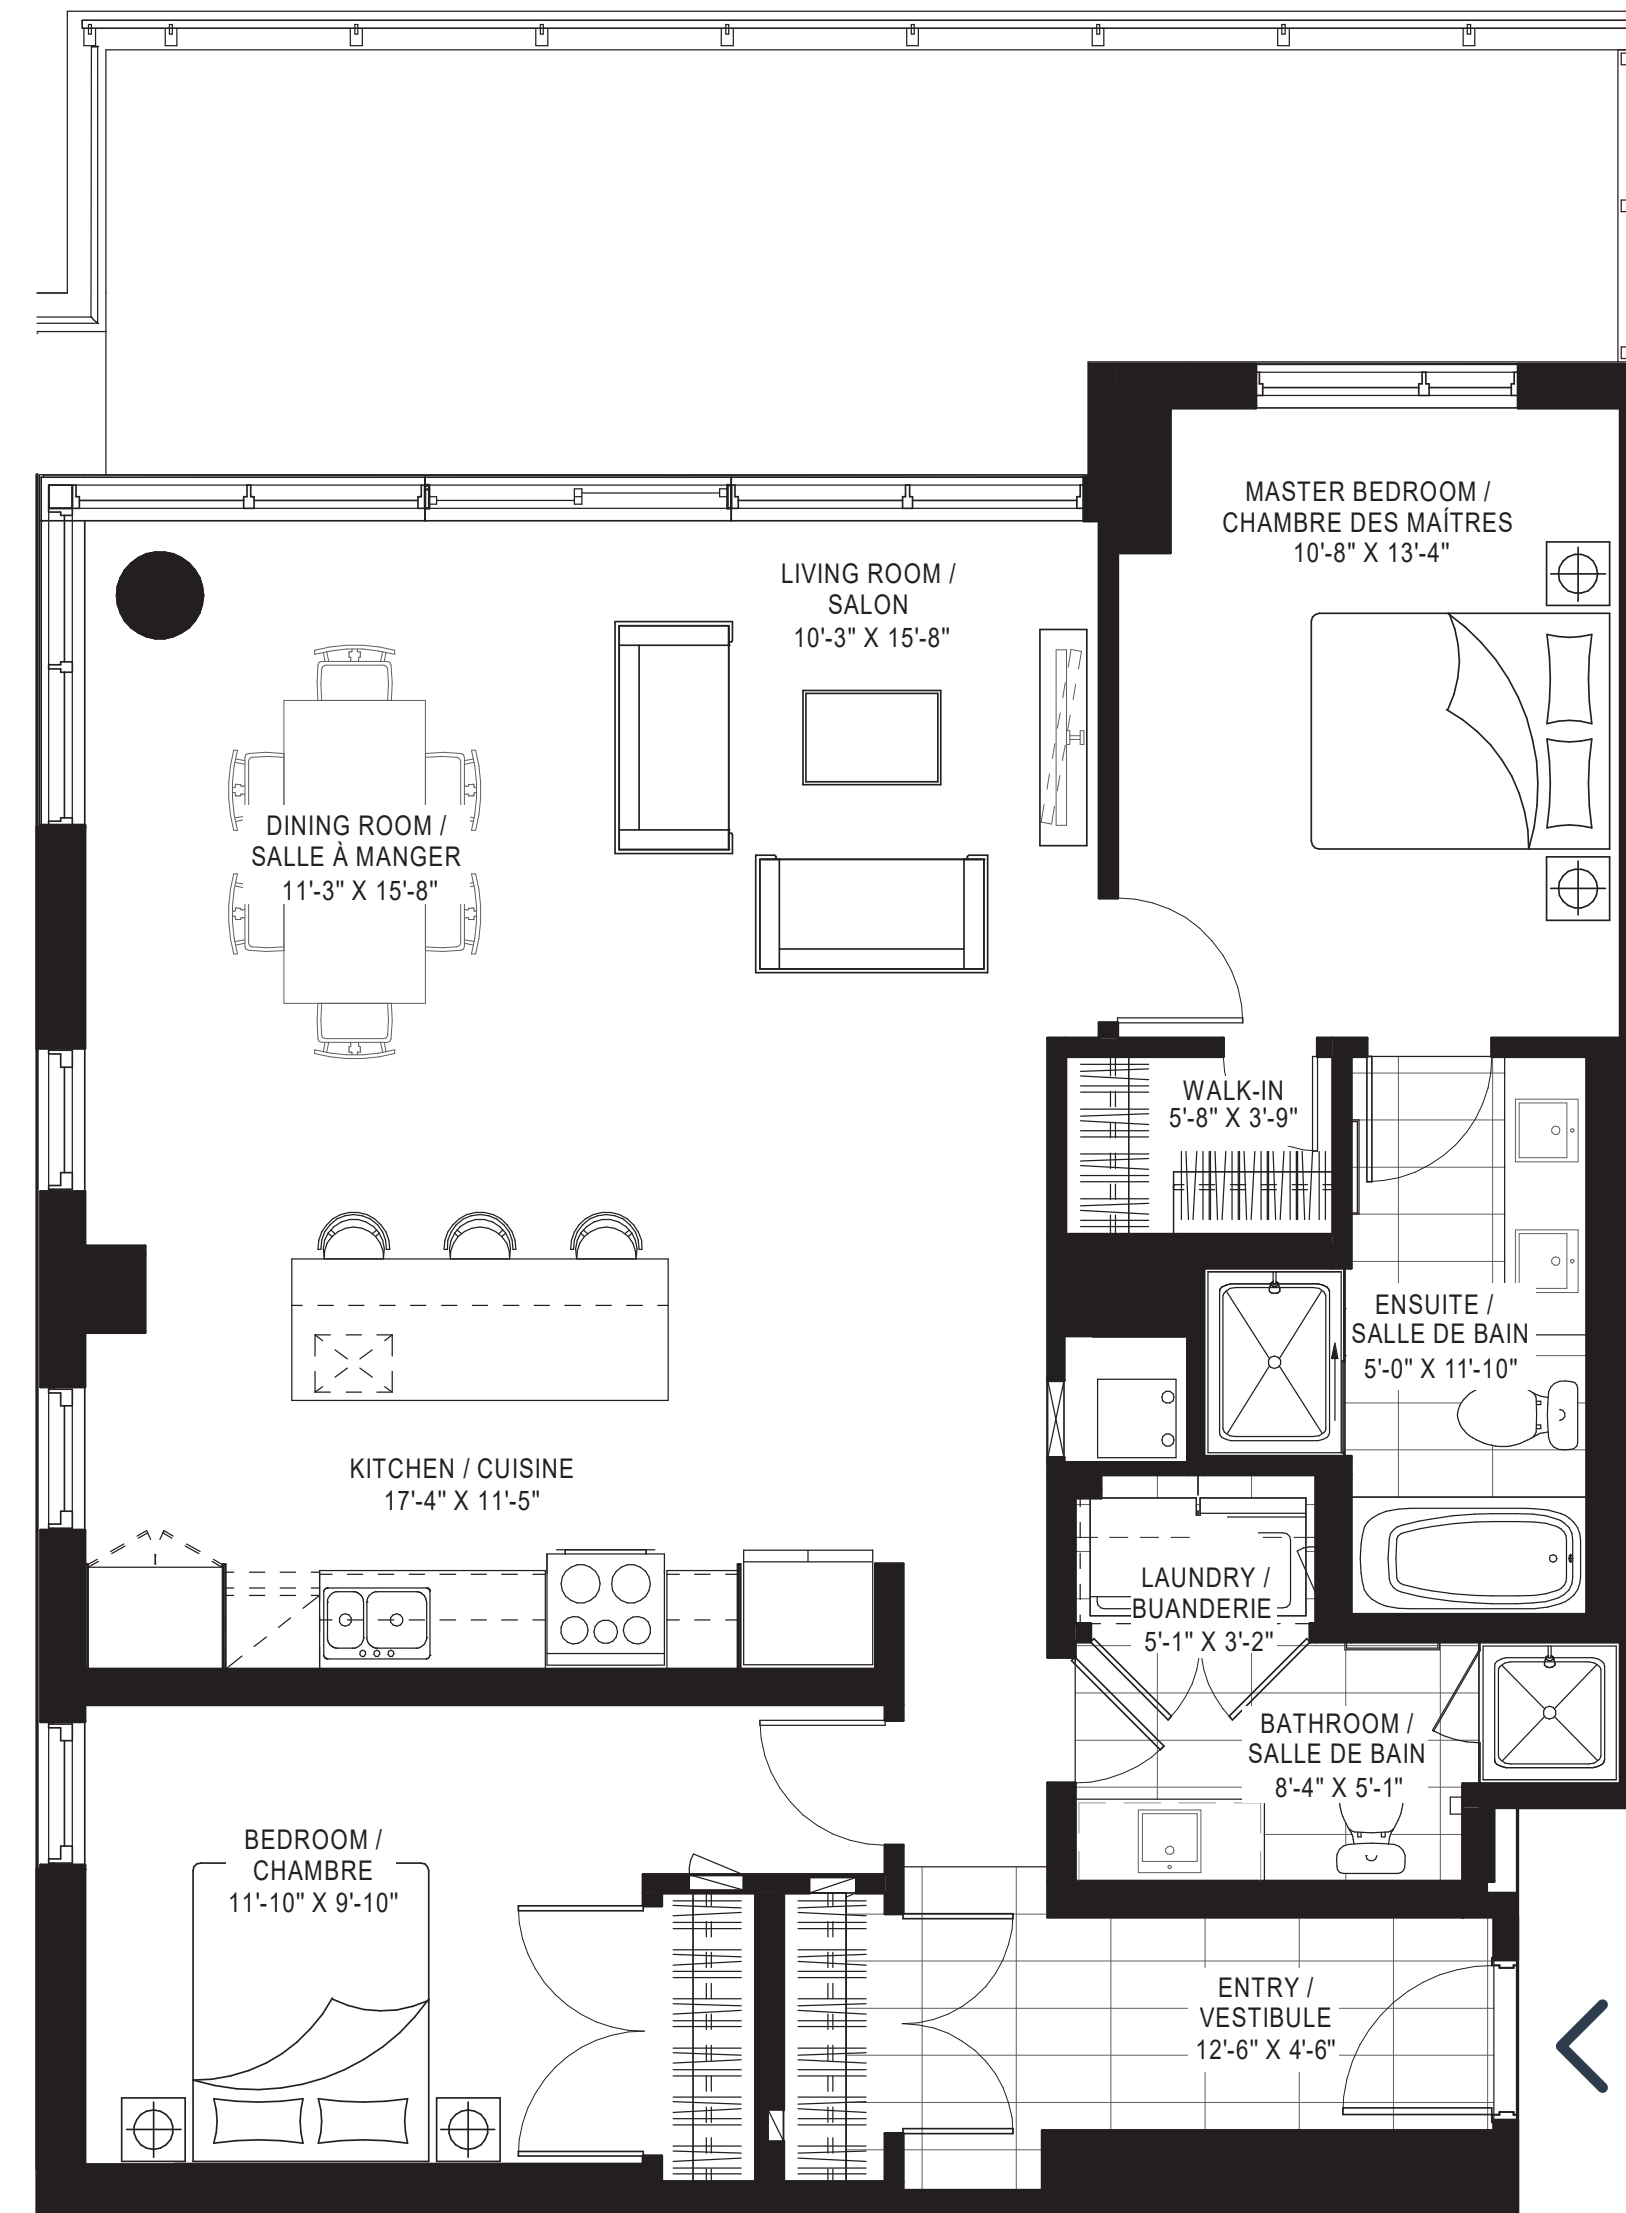 MASTER BEDROOM /
CHAMBRE DES MAÍTRES
10'-8" X 13'-4"
LIVING ROOM /
SALON
10'-3" X 15'-8"
DINING ROOM /
SALLE À MANGER
11'-3" X 15'-8"
WALK-IN
5'-8" X 3'-9"
ENSUITE /
SALLE DE BAIN
5'-0" X 11'-10"
KITCHEN / CUISINE
17'-4" X 11'-5"
LAUNDRY /
BUANDERIE
5'-1" X 3'-2"
BATHROOM /
SALLE DE BAIN
8'-4" X 5'-1"
BEDROOM /
CHAMBRE
11'-10" X 9'-10"
ENTRY /
VESTIBULE
12'-6" X 4'-6"